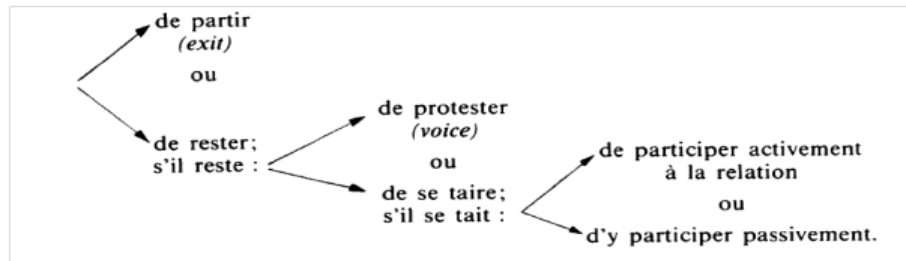 de partir
(exit)
ou
de rester;
s'il reste :
de protester
(voice)
ou
de se taire;
s'il se tait :
de participer activement
à la relation
ou
d'y participer passivement.